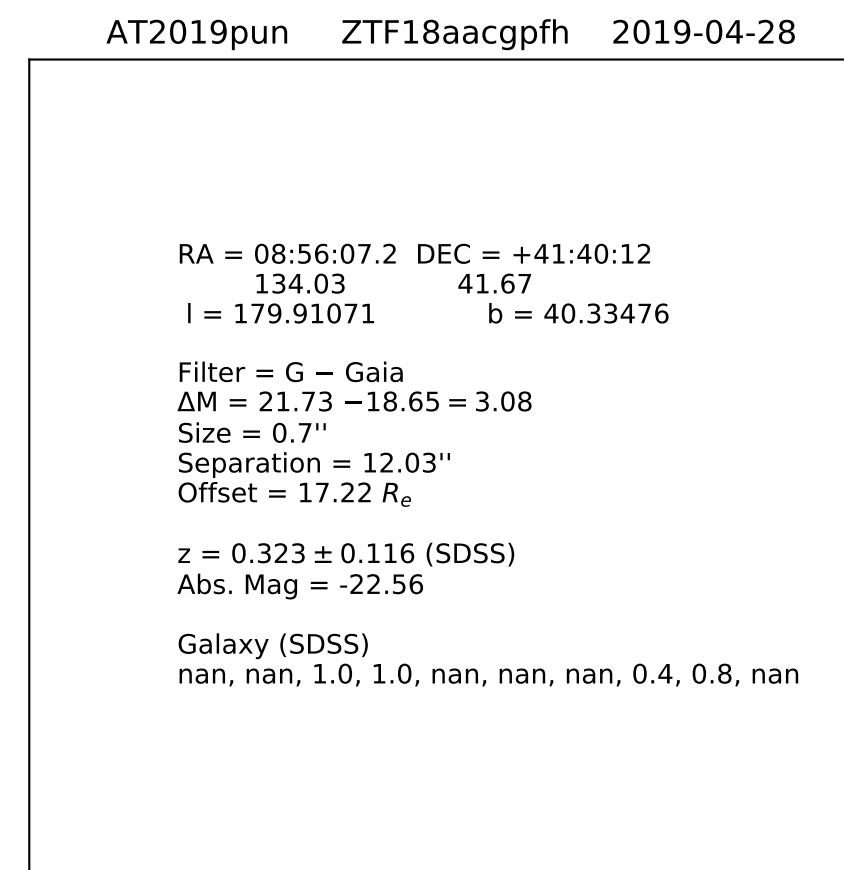 AT2019pun ZTF18aacgpfh 2019-04-28
RA = 08:56:07.2 DEC = +41:40:12
134.03 41.67
l = 179.91071 b = 40.33476
Filter = G − Gaia
ΔM = 21.73 −18.65 = 3.08
Size = 0.7''
Separation = 12.03''
Offset = 17.22 Rₑ
z = 0.323 ± 0.116 (SDSS)
Abs. Mag = -22.56
Galaxy (SDSS)
nan, nan, 1.0, 1.0, nan, nan, nan, 0.4, 0.8, nan